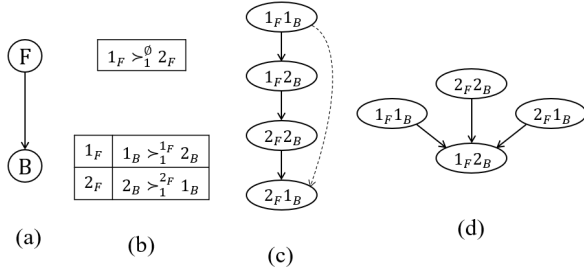 F
B
(a)
1_F ≻_1^∅ 2_F
1_F 1_B ≻_1^{1_F} 2_B
2_F 2_B ≻_1^{2_F} 1_B
(b)
1_F1_B
1_F2_B
2_F2_B
2_F1_B
(c)
1_F1_B
2_F2_B
2_F1_B
1_F2_B
(d)